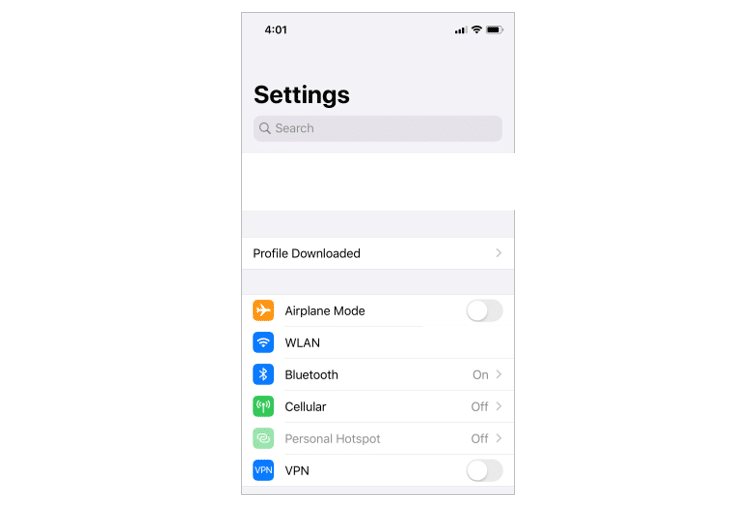 4:01
Settings
Search
Profile Downloaded
Airplane Mode
WLAN
Bluetooth On
Cellular Off
Personal Hotspot Off
VPN VPN